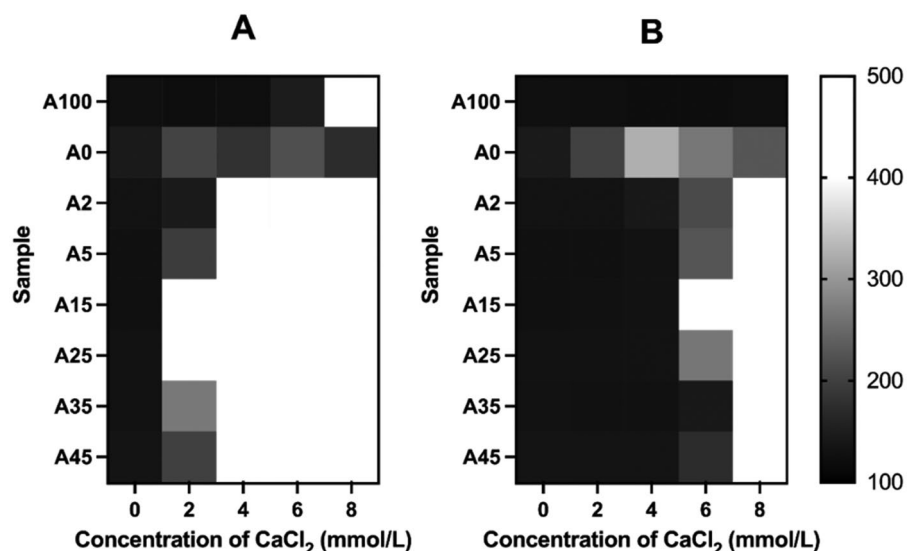 A
B
Sample
A100
A0
A2
A5
A15
A25
A35
A45
0 2 4 6 8
Concentration of CaCl₂ (mmol/L)
Sample
A100
A0
A2
A5
A15
A25
A35
A45
0 2 4 6 8
Concentration of CaCl₂ (mmol/L)
500
400
300
200
100